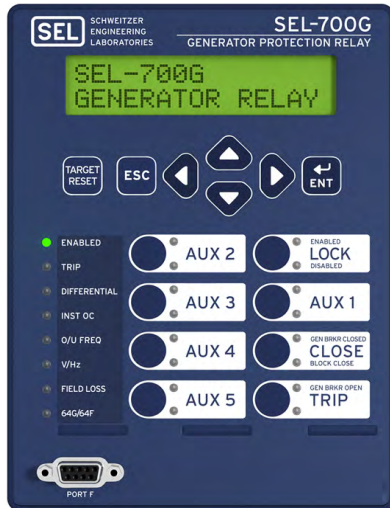 SEL
SCHWEITZER
ENGINEERING
LABORATORIES
SEL-700G
GENERATOR PROTECTION RELAY
SEL-700G
GENERATOR RELAY
TARGET
RESET
ESC
ENT
ENABLED
TRIP
DIFFERENTIAL
INST OC
O/U FREQ
V/Hz
FIELD LOSS
64G/64F
AUX 2
ENABLED
LOCK
DISABLED
AUX 3
AUX 1
AUX 4
GEN BRKR CLOSED
CLOSE
BLOCK CLOSE
AUX 5
GEN BRKR OPEN
TRIP
PORT F